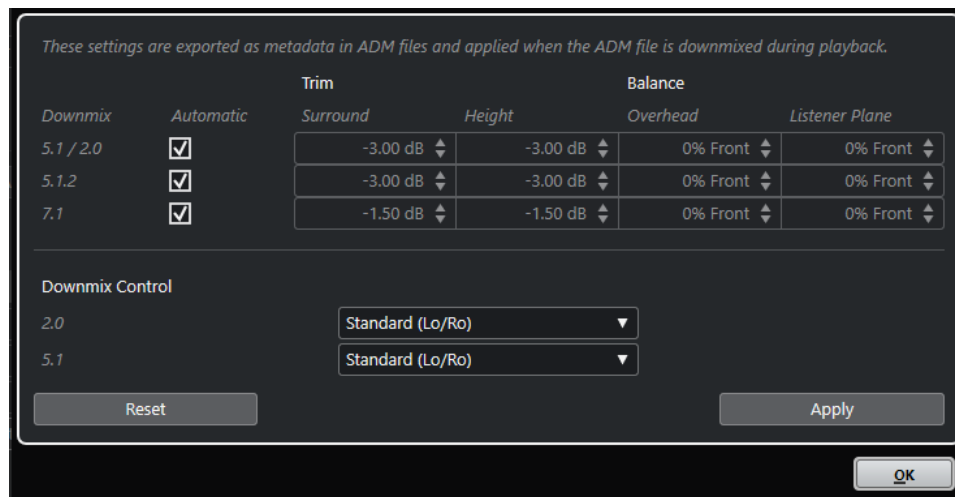 These settings are exported as metadata in ADM files and applied when the ADM file is downmixed during playback.
Trim Balance
Downmix Automatic Surround Height Overhead Listener Plane
5.1 / 2.0 -3.00 dB -3.00 dB 0% Front 0% Front
5.1.2 -3.00 dB -3.00 dB 0% Front 0% Front
7.1 -1.50 dB -1.50 dB 0% Front 0% Front
Downmix Control
2.0 Standard (Lo/Ro)
5.1 Standard (Lo/Ro)
Reset Apply
OK